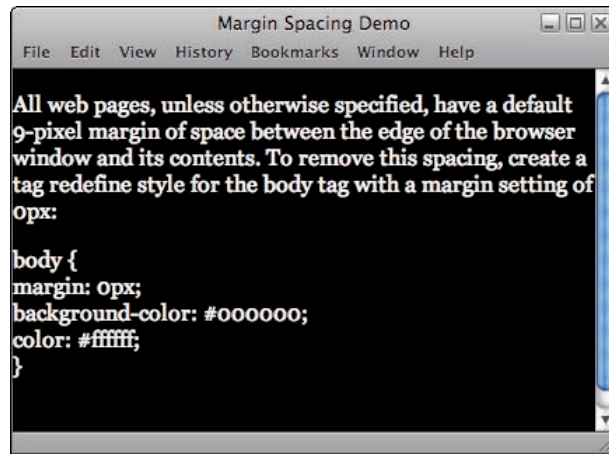 Margin Spacing Demo
File Edit View History Bookmarks Window Help
All web pages, unless otherwise specified, have a default
9-pixel margin of space between the edge of the browser
window and its contents. To remove this spacing, create a
tag redefine style for the body tag with a margin setting of
0px:
body {
margin: 0px;
background-color: #000000;
color: #ffffff;
}